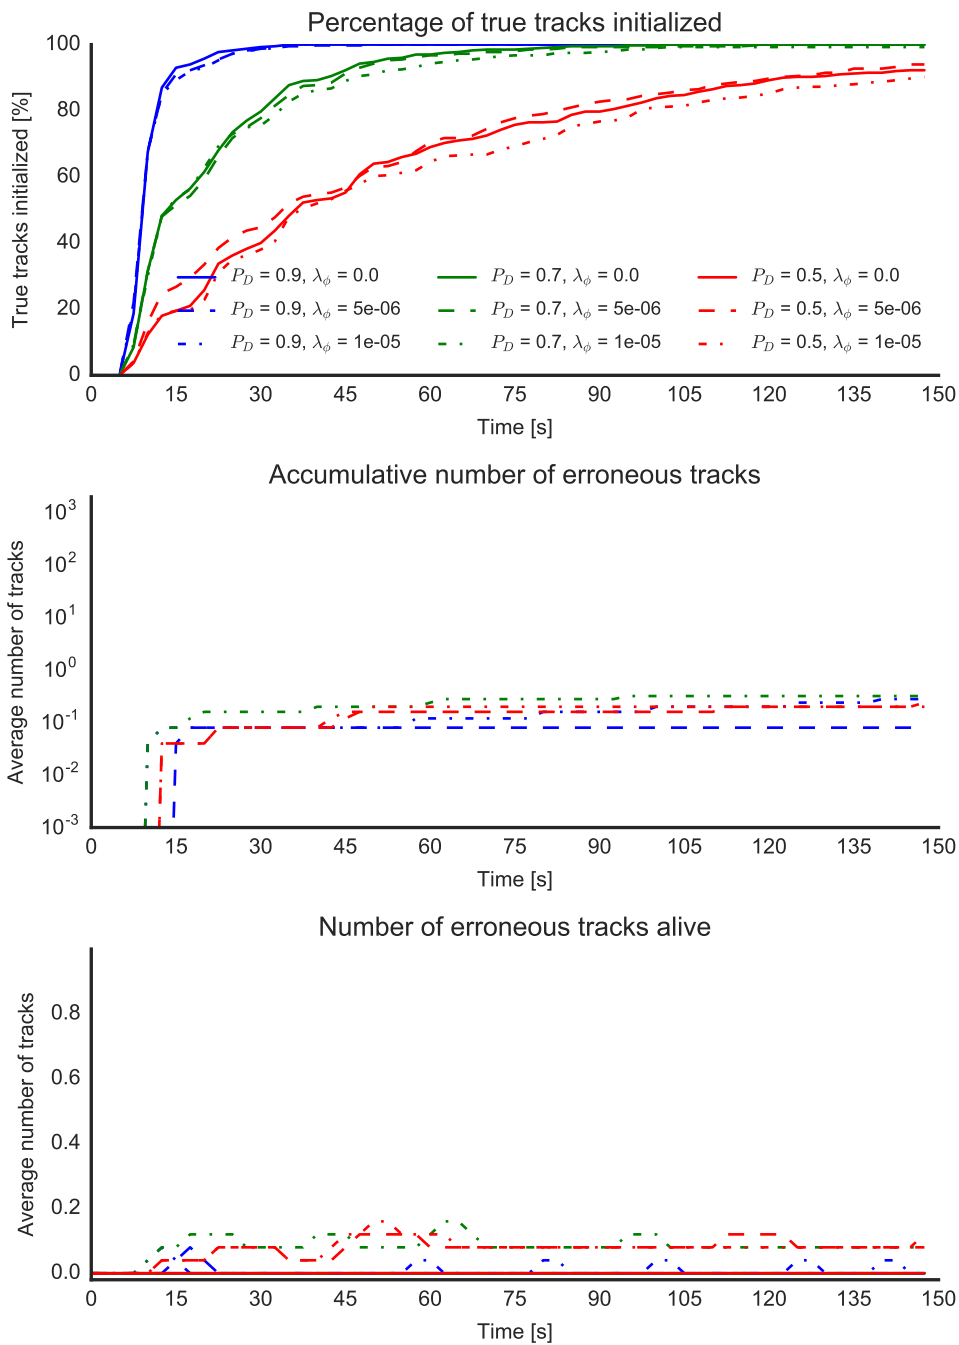 Percentage of true tracks initialized
True tracks initialized [%]
100
80
60
40
20
0
P_D = 0.9, λ_ϕ = 0.0
P_D = 0.7, λ_ϕ = 0.0
P_D = 0.5, λ_ϕ = 0.0
P_D = 0.9, λ_ϕ = 5e-06
P_D = 0.7, λ_ϕ = 5e-06
P_D = 0.5, λ_ϕ = 5e-06
P_D = 0.9, λ_ϕ = 1e-05
P_D = 0.7, λ_ϕ = 1e-05
P_D = 0.5, λ_ϕ = 1e-05
0 15 30 45 60 75 90 105 120 135 150
Time [s]
Accumulative number of erroneous tracks
Average number of tracks
10^3
10^2
10^1
10^0
10^-1
10^-2
10^-3
0 15 30 45 60 75 90 105 120 135 150
Time [s]
Number of erroneous tracks alive
Average number of tracks
0.8
0.6
0.4
0.2
0.0
0 15 30 45 60 75 90 105 120 135 150
Time [s]